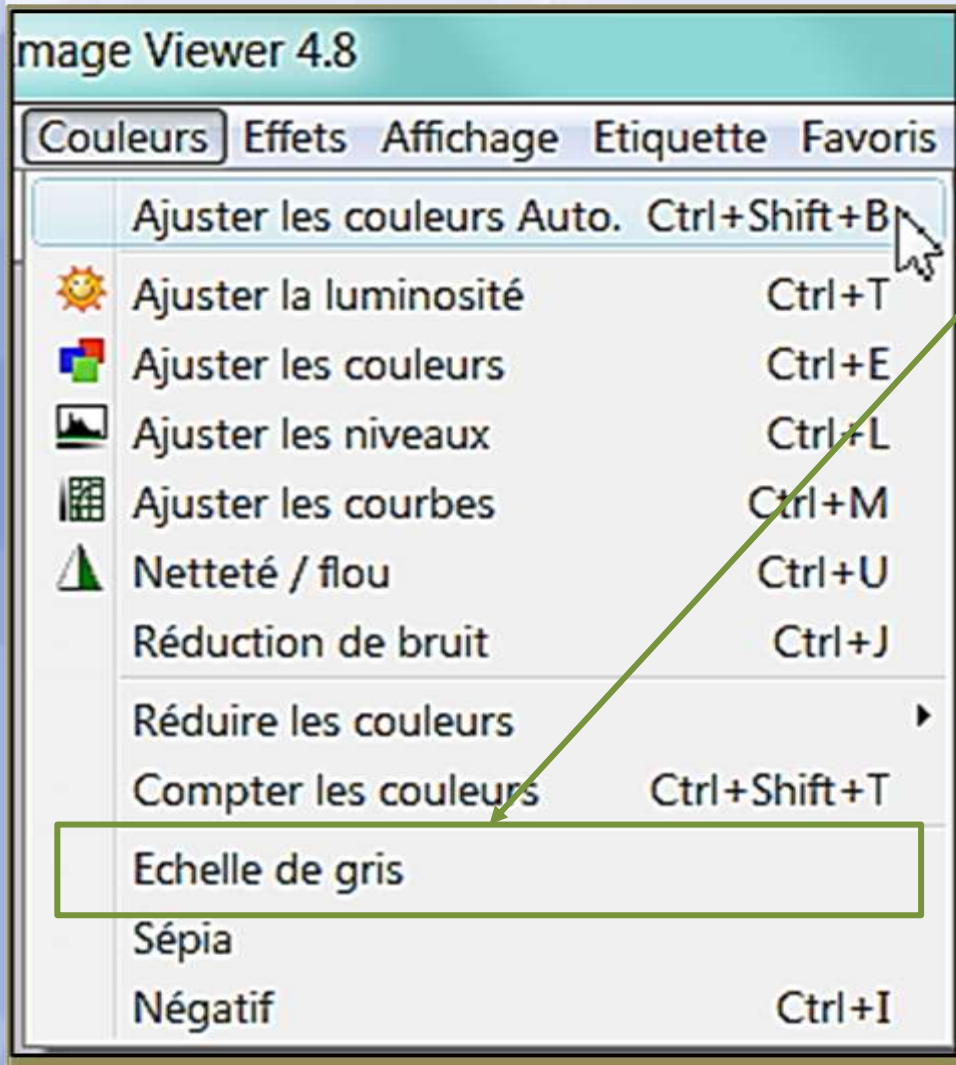 mage Viewer 4.8
Couleurs Effets Affichage Etiquette Favoris
Ajuster les couleurs Auto. Ctrl+Shift+B
Ajuster la luminosité Ctrl+T
Ajuster les couleurs Ctrl+E
Ajuster les niveaux Ctrl+L
Ajuster les courbes Ctrl+M
Netteté / flou Ctrl+U
Réduction de bruit Ctrl+J
Réduire les couleurs
Compter les couleurs Ctrl+Shift+T
Echelle de gris
Sépia
Négatif Ctrl+I